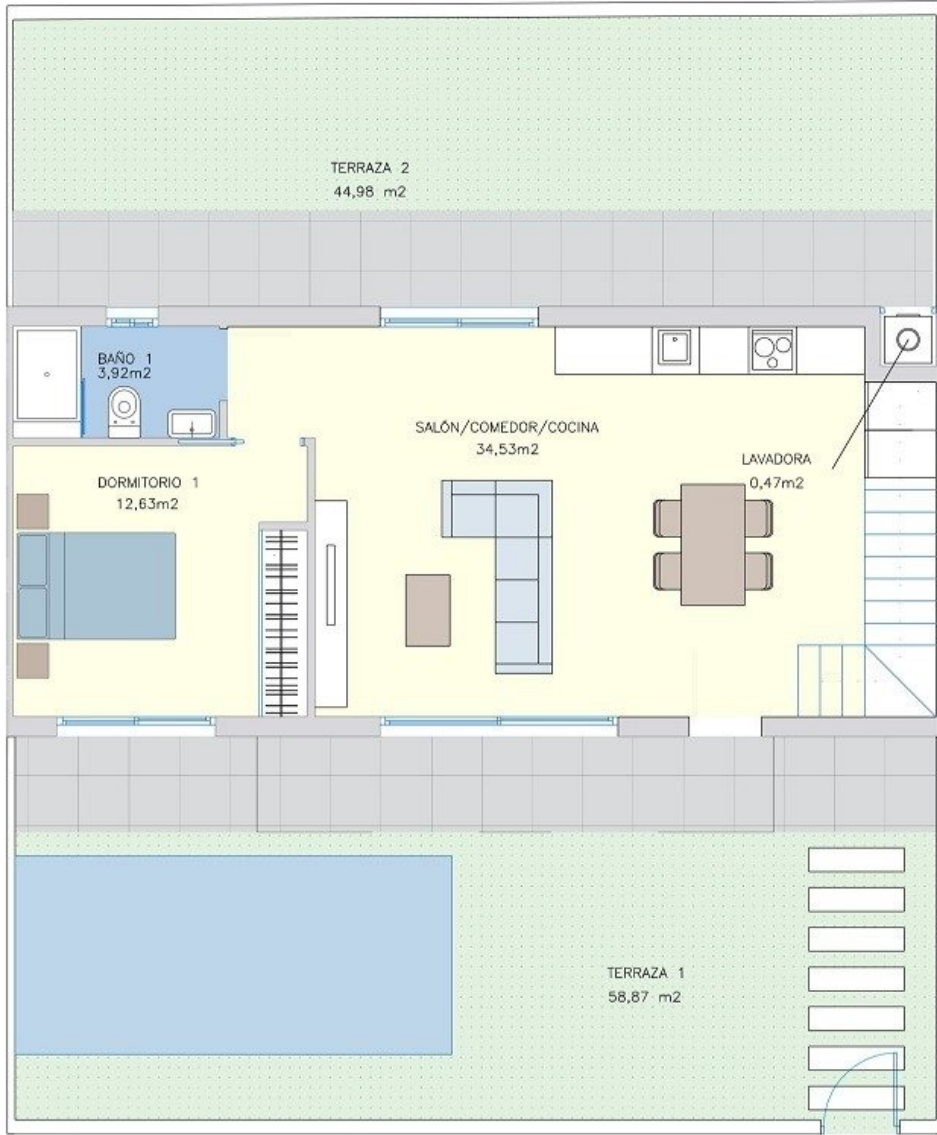 TERRAZA 2
44,98 m2
BAÑO 1
3,92m2
SALÓN/COMEDOR/COCINA
34,53m2
LAVADORA
0,47m2
DORMITORIO 1
12,63m2
TERRAZA 1
58,87 m2